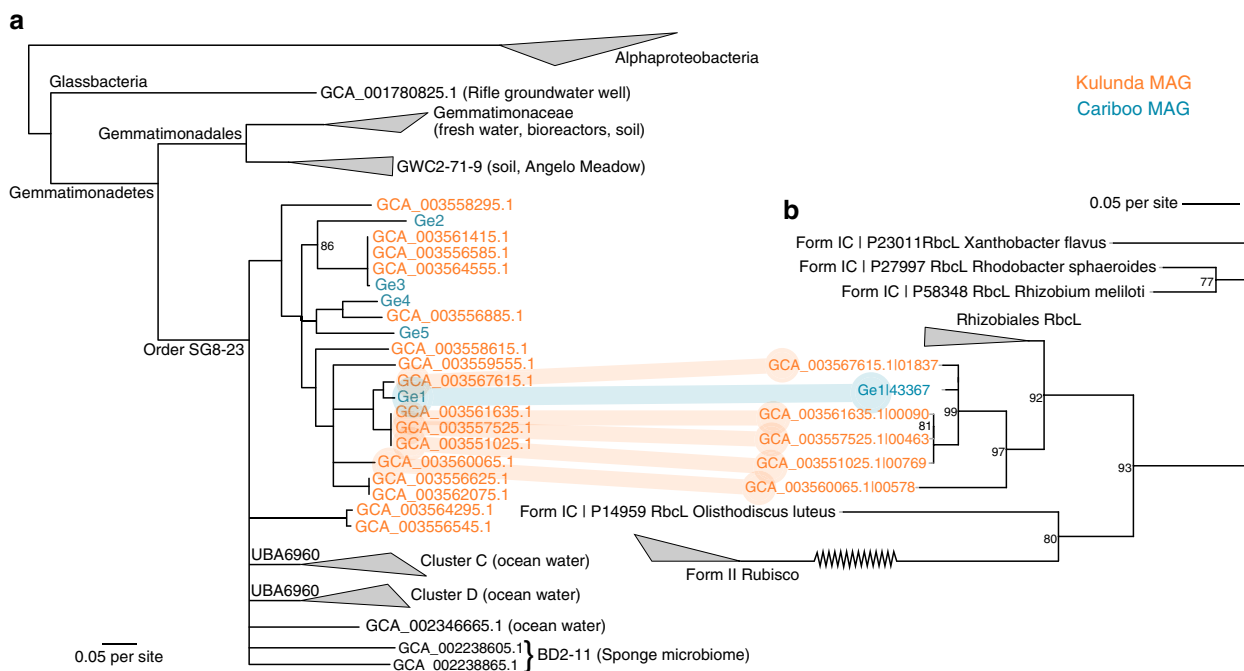 a
Alphaproteobacteria
Glassbacteria
GCA_001780825.1 (Rifle groundwater well)
Kulunda MAG
Cariboo MAG
Gemmatimonadales
Gemmatimonaceae
(fresh water, bioreactors, soil)
GWC2-71-9 (soil, Angelo Meadow)
Gemmatimonadetes
GCA_003558295.1
Ge2
86
GCA_003561415.1
GCA_003556585.1
GCA_003564555.1
Ge3
Ge4
GCA_003556885.1
Ge5
Order SG8-23
GCA_003558615.1
GCA_003559555.1
GCA_003567615.1
Ge1
GCA_003561635.1
GCA_003557525.1
GCA_003551025.1
GCA_003560065.1
GCA_003556625.1
GCA_003562075.1
GCA_003564295.1
GCA_003556545.1
UBA6960
Cluster C (ocean water)
UBA6960
Cluster D (ocean water)
GCA_002346665.1 (ocean water)
GCA_002238605.1
GCA_002238865.1
} BD2-11 (Sponge microbiome)
0.05 per site
b
0.05 per site
Form IC | P23011RbcL Xanthobacter flavus
Form IC | P27997 RbcL Rhodobacter sphaeroides
77
Form IC | P58348 RbcL Rhizobium meliloti
Rhizobiales RbcL
GCA_003567615.1|01837
Ge1|43367
92
99
GCA_003561635.1|00090
81
GCA_003557525.1|00463
97
GCA_003551025.1|00769
93
GCA_003560065.1|00578
Form IC | P14959 RbcL Olisthodiscus luteus
80
Form II Rubisco